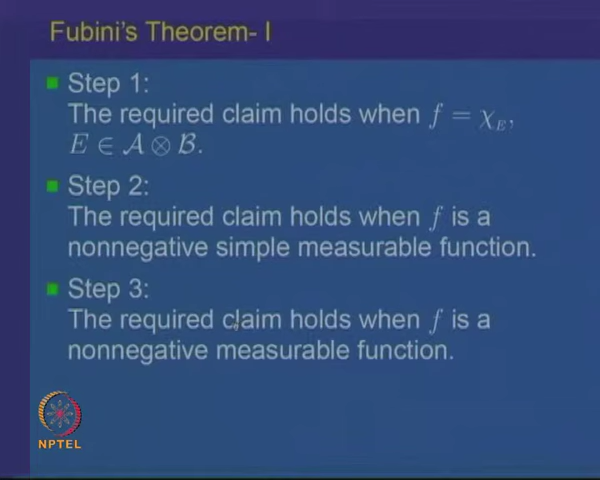 Fubini's Theorem- I
Step 1:
The required claim holds when f = χ_E,
E ∈ 𝒜 ⊗ ℬ.
Step 2:
The required claim holds when f is a
nonnegative simple measurable function.
Step 3:
The required claim holds when f is a
nonnegative measurable function.
NPTEL